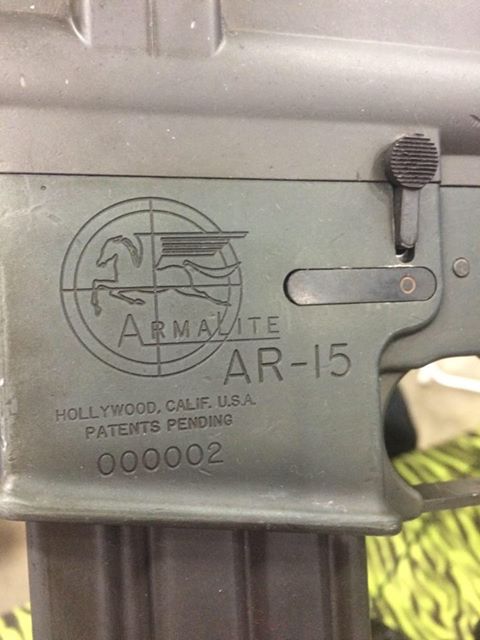 ARMALITE
AR-15
HOLLYWOOD, CALIF. U.S.A.
PATENTS PENDING
000002